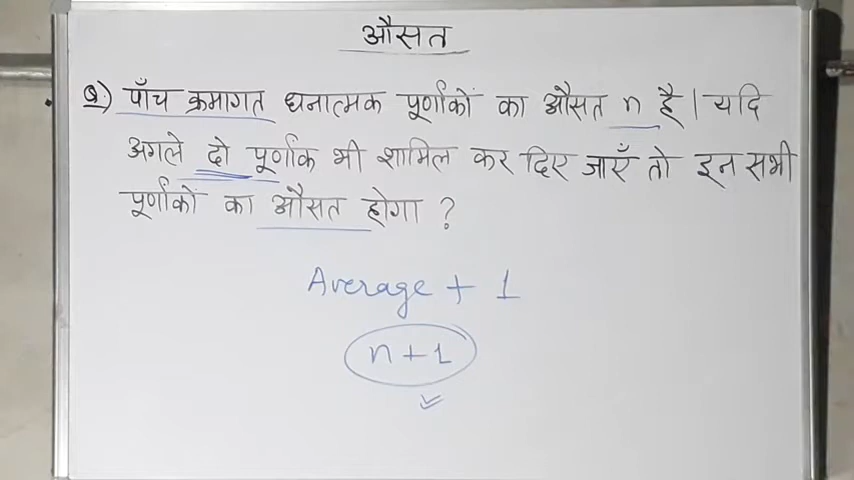 औसत
Q.) पाँच क्रमागत धनात्मक पूर्णांकों का औसत n है। यदि
अगले दो पूर्णांक भी शामिल कर दिए जाएँ तो इन सभी
पूर्णांकों का औसत होगा ?
Average + 1
n + 1